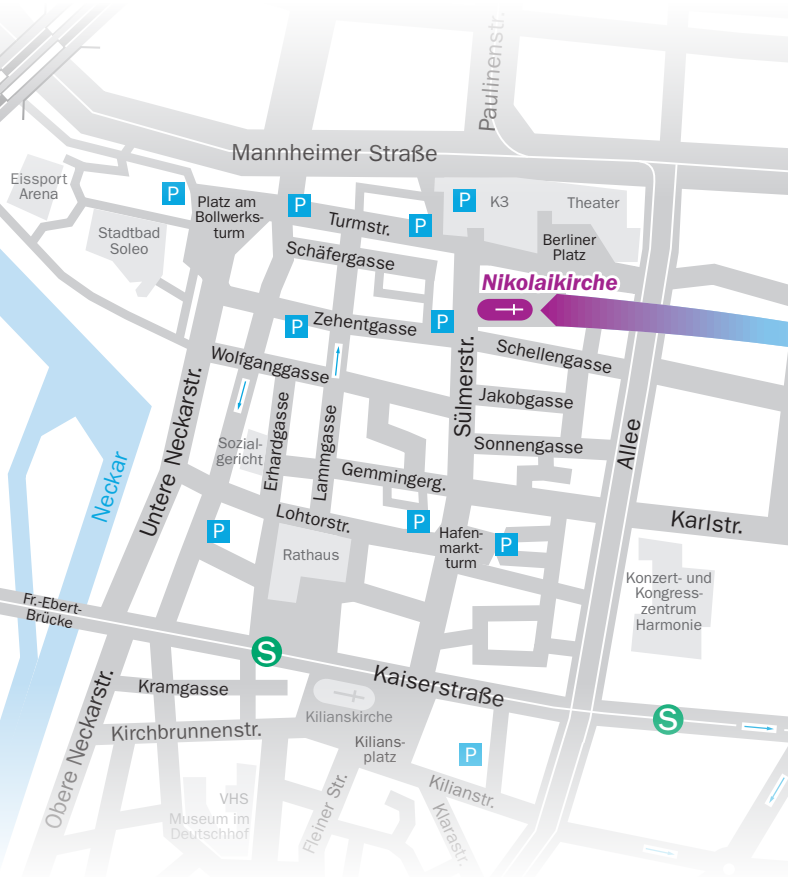 Paulinenstr.
Mannheimer Straße
Eissport
Arena
P
Platz am
Bollwerks-
turm
P
P
K3
Theater
Turmstr.
P
Stadtbad
Soleo
Berliner
Platz
Schäfergasse
Nikolaikirche
P
Zehentgasse
P
Schellengasse
Wolfganggasse
Sülmerstr.
Jakobgasse
Untere Neckarstr.
Erhardgasse
Lammgasse
Sozial-
gericht
Sonnengasse
Allee
Neckar
Gemmingerg.
Lohtorstr.
P
P
Karlstr.
Hafen-
markt-
turm
P
Rathaus
Konzert- und
Kongress-
zentrum
Harmonie
Fr.-Ebert-
Brücke
S
Kaiserstraße
Kramgasse
Obere Neckarstr.
Kilianskirche
S
Kirchbrunnenstr.
Kilians-
platz
P
Kilianstr.
VHS
Museum im
Deutschhof
Fleiner Str.
Klarastr.